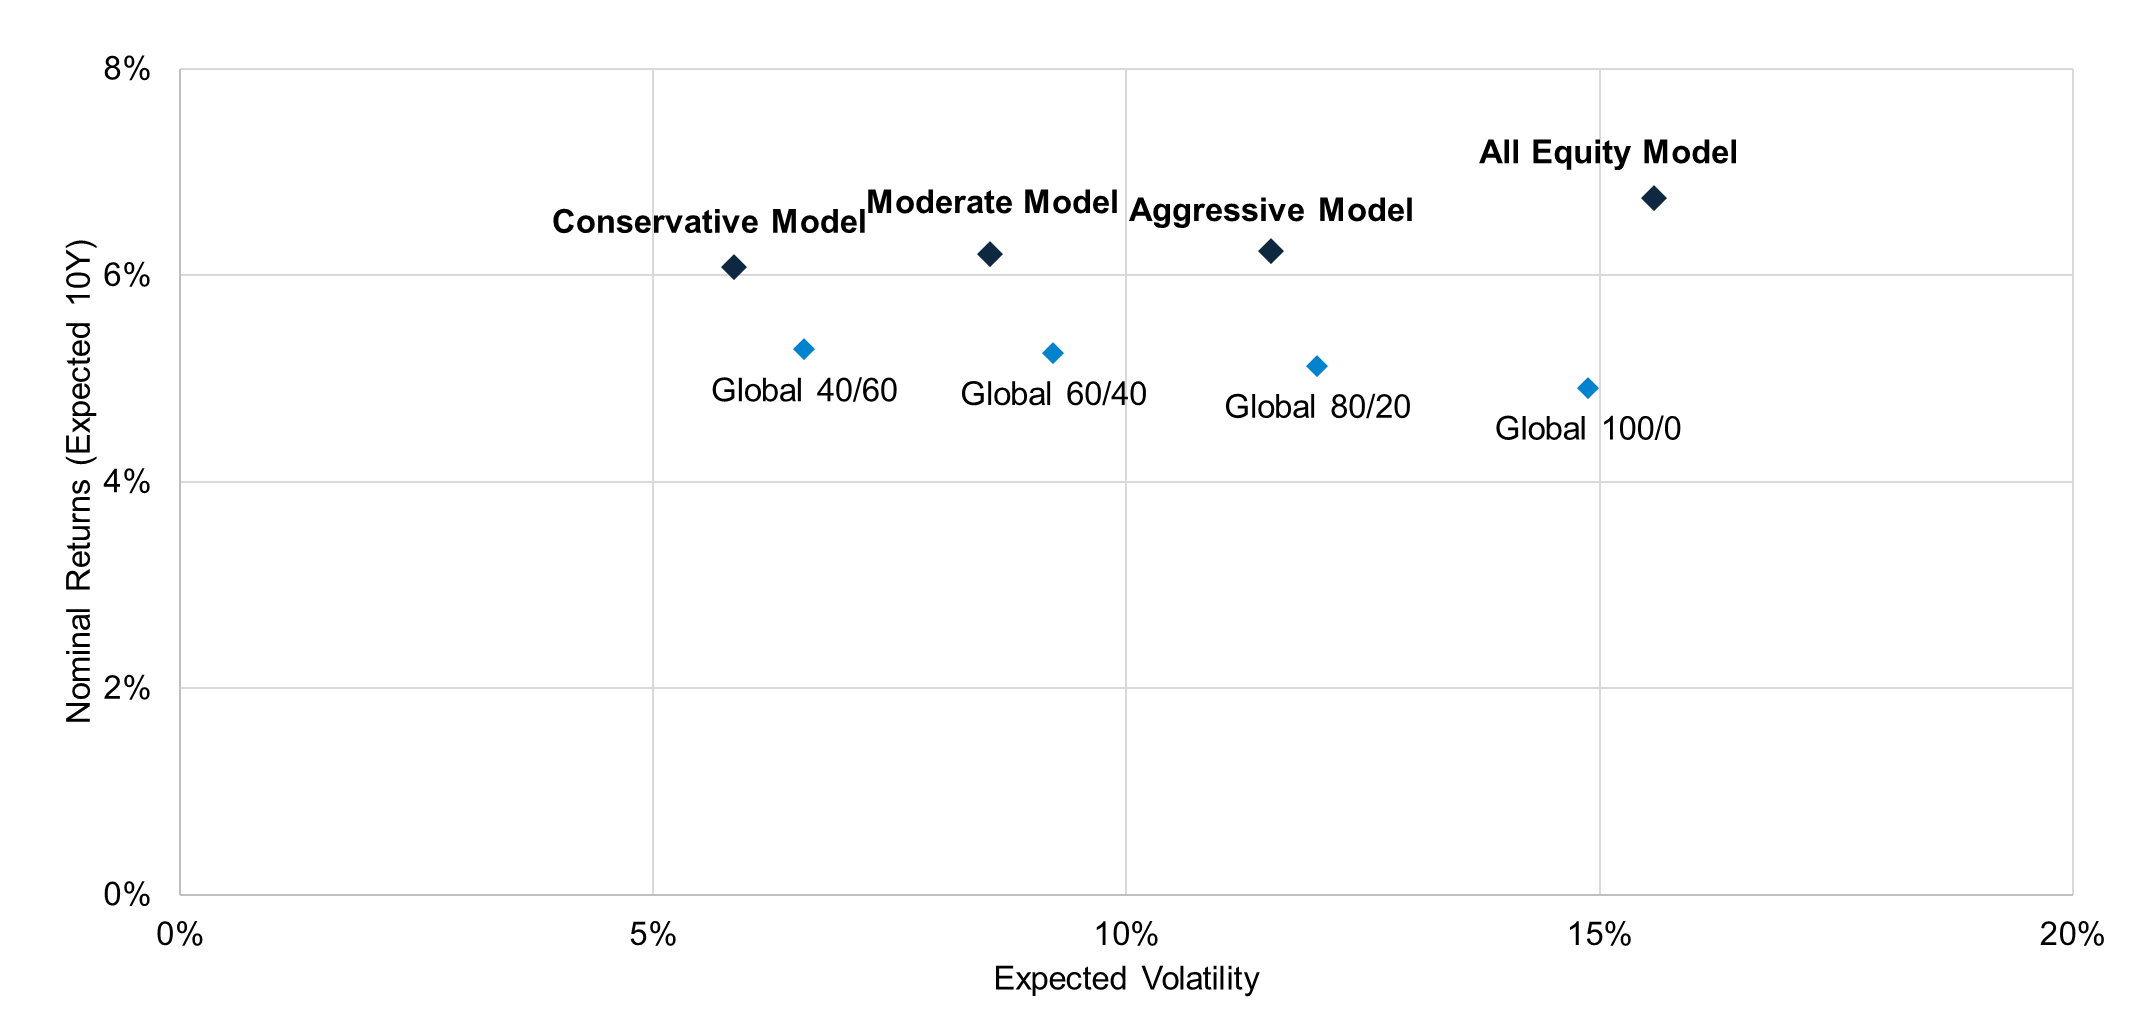 8%
All Equity Model
Moderate Model
Aggressive Model
Conservative Model
6%
Global 40/60
Global 60/40
Global 80/20
Global 100/0
4%
2%
0%
Nominal Returns (Expected 10Y)
0%
5%
10%
15%
20%
Expected Volatility